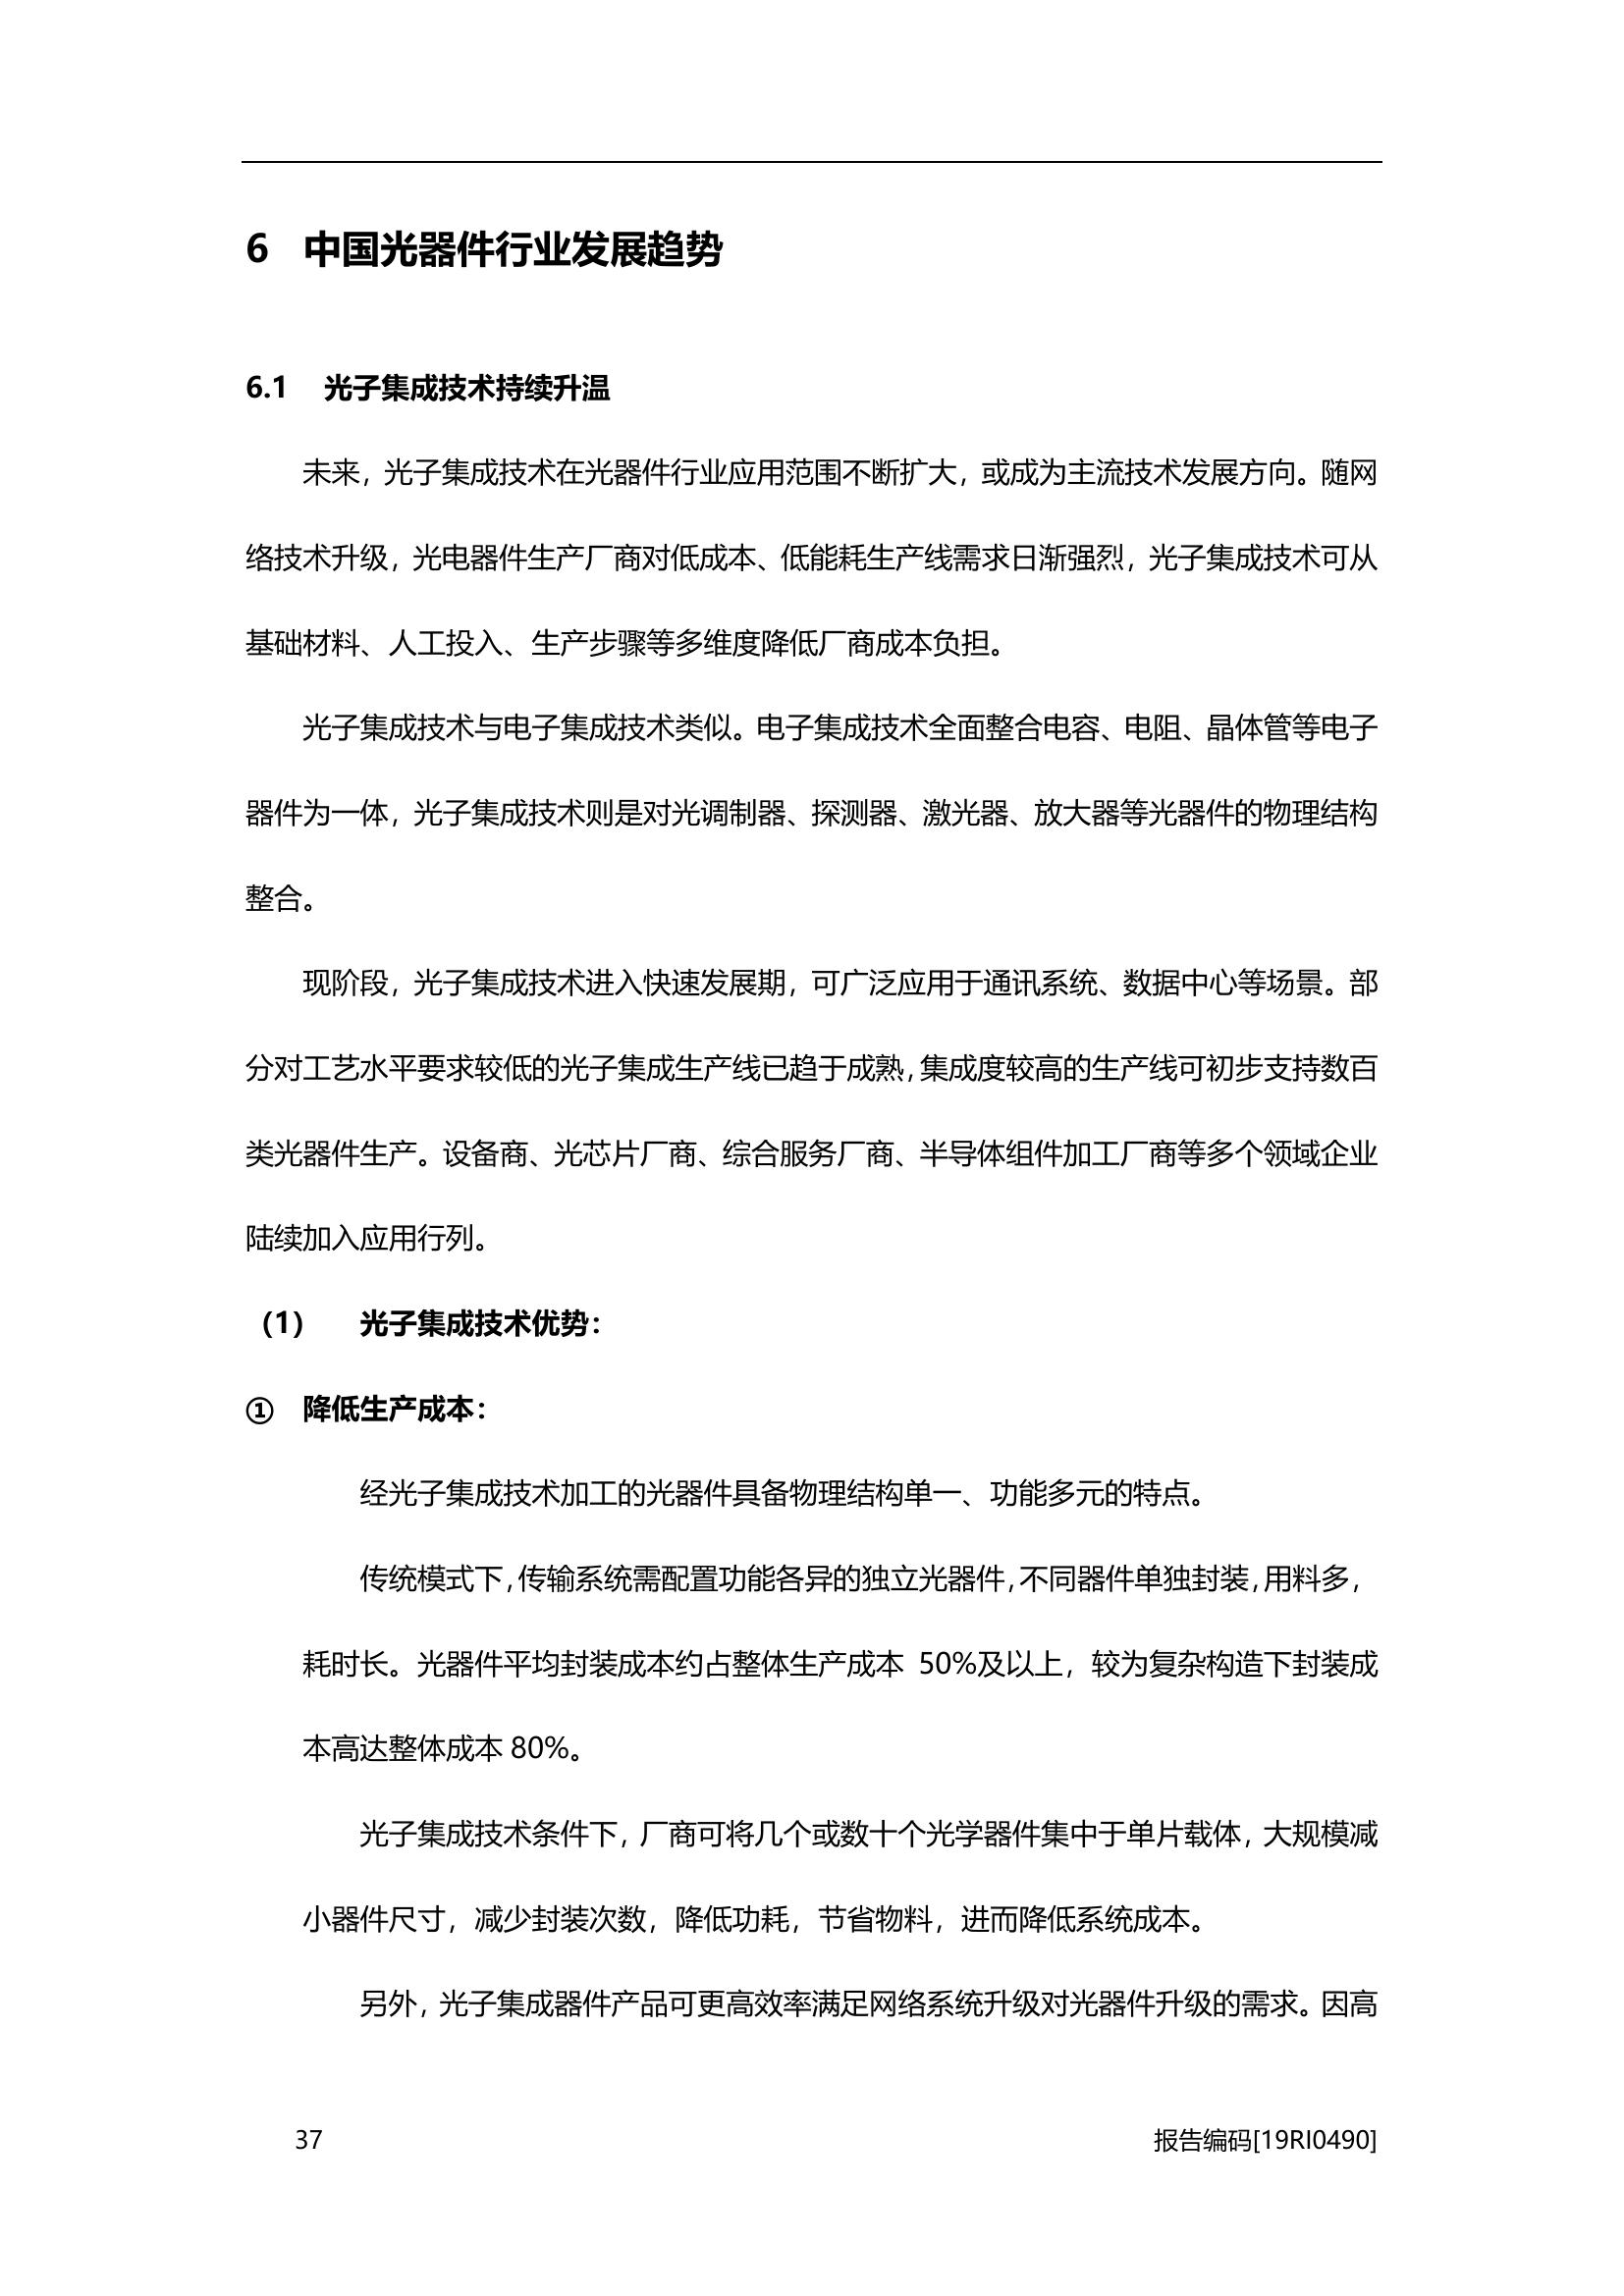 6 中国光器件行业发展趋势
6.1 光子集成技术持续升温
未来，光子集成技术在光器件行业应用范围不断扩大，或成为主流技术发展方向。随网
络技术升级，光电器件生产厂商对低成本、低能耗生产线需求日渐强烈，光子集成技术可从
基础材料、人工投入、生产步骤等多维度降低厂商成本负担。
光子集成技术与电子集成技术类似。电子集成技术全面整合电容、电阻、晶体管等电子
器件为一体，光子集成技术则是对光调制器、探测器、激光器、放大器等光器件的物理结构
整合。
现阶段，光子集成技术进入快速发展期，可广泛应用于通讯系统、数据中心等场景。部
分对工艺水平要求较低的光子集成生产线已趋于成熟，集成度较高的生产线可初步支持数百
类光器件生产。设备商、光芯片厂商、综合服务厂商、半导体组件加工厂商等多个领域企业
陆续加入应用行列。
（1） 光子集成技术优势：
① 降低生产成本：
经光子集成技术加工的光器件具备物理结构单一、功能多元的特点。
传统模式下，传输系统需配置功能各异的独立光器件，不同器件单独封装，用料多，
耗时长。光器件平均封装成本约占整体生产成本 50%及以上，较为复杂构造下封装成
本高达整体成本 80%。
光子集成技术条件下，厂商可将几个或数十个光学器件集中于单片载体，大规模减
小器件尺寸，减少封装次数，降低功耗，节省物料，进而降低系统成本。
另外，光子集成器件产品可更高效率满足网络系统升级对光器件升级的需求。因高
37 报告编码[19RI0490]